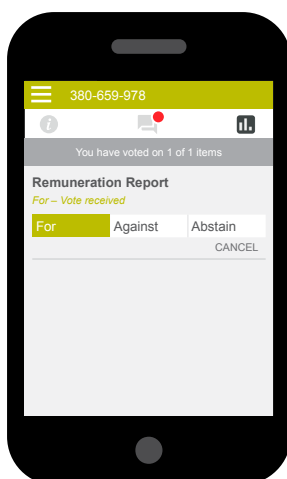 380-659-978
You have voted on 1 of 1 items
Remuneration Report
For – Vote received
For Against Abstain
CANCEL